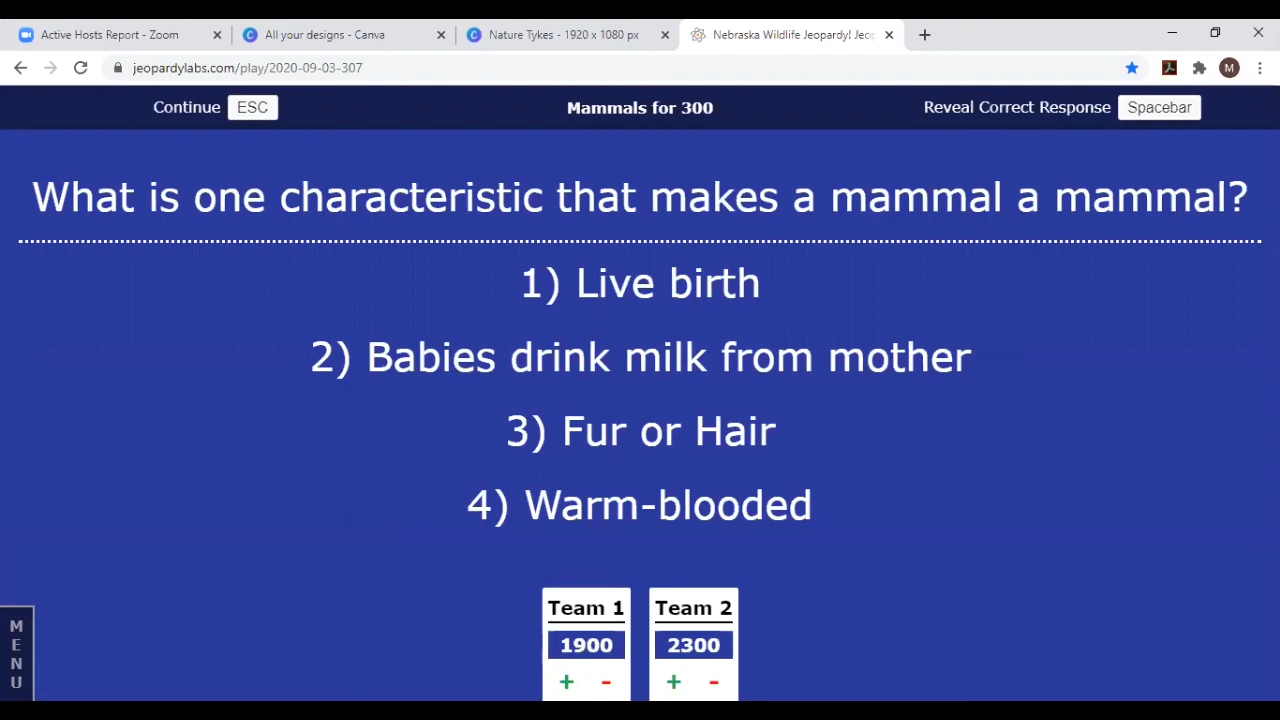 Active Hosts Report - Zoom
All your designs - Canva
Nature Tykes - 1920 x 1080 px
Nebraska Wildlife Jeopardy! Jeop
jeopardylabs.com/play/2020-09-03-307
M
Continue ESC
Mammals for 300
Reveal Correct Response Spacebar
What is one characteristic that makes a mammal a mammal?
1) Live birth
2) Babies drink milk from mother
3) Fur or Hair
4) Warm-blooded
MENU
Team 1
1900
+ -
Team 2
2300
+ -